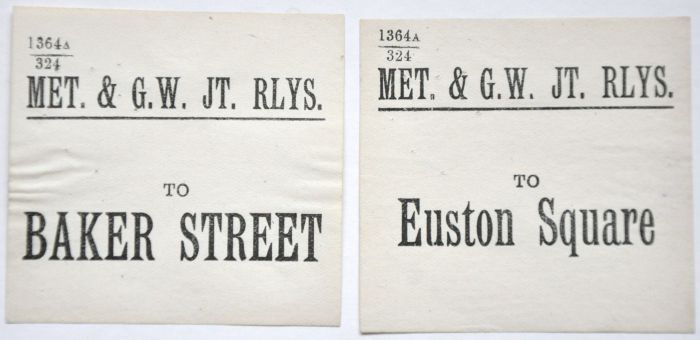 1364A
324
MET. & G.W. JT. RLYS.
TO
BAKER STREET
1364A
324
MET. & G.W. JT. RLYS.
TO
Euston Square